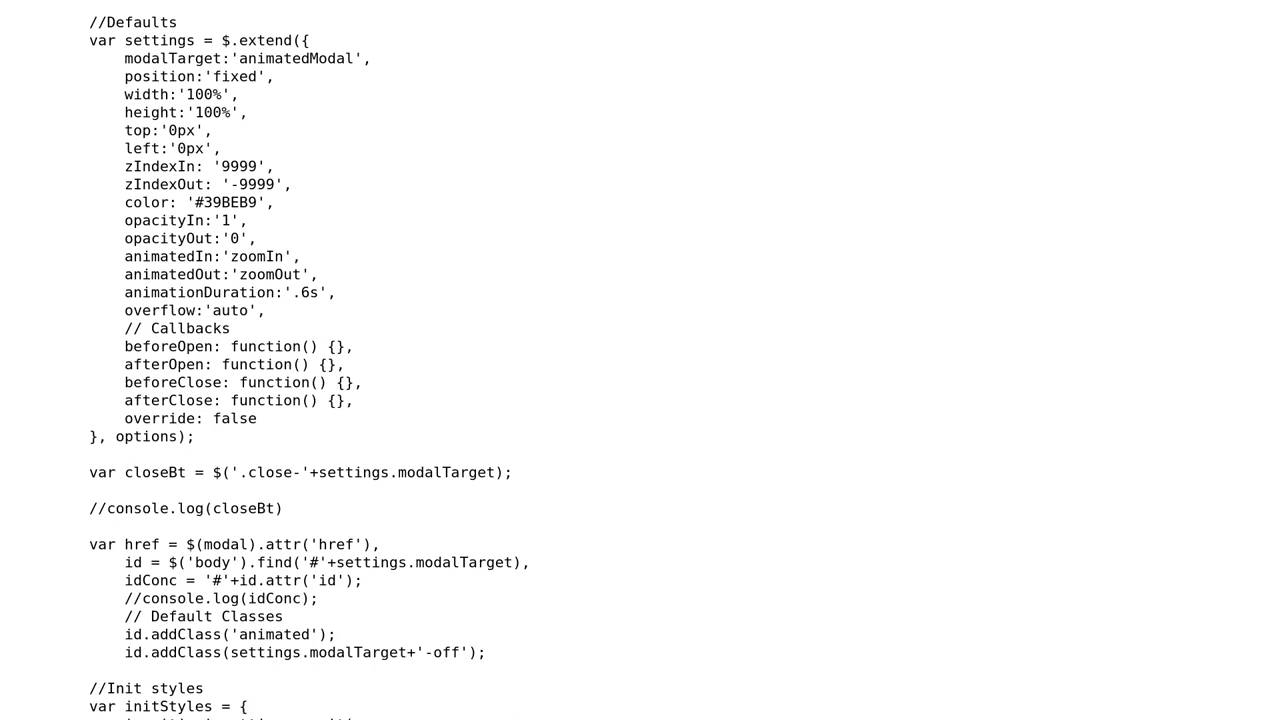 //Defaults
var settings = $.extend({
    modalTarget:'animatedModal',
    position:'fixed',
    width:'100%',
    height:'100%',
    top:'0px',
    left:'0px',
    zIndexIn: '9999',
    zIndexOut: '-9999',
    color: '#39BEB9',
    opacityIn:'1',
    opacityOut:'0',
    animatedIn:'zoomIn',
    animatedOut:'zoomOut',
    animationDuration:'.6s',
    overflow:'auto',
    // Callbacks
    beforeOpen: function() {},
    afterOpen: function() {},
    beforeClose: function() {},
    afterClose: function() {},
    override: false
}, options);

var closeBt = $('.close-'+settings.modalTarget);

//console.log(closeBt)

var href = $(modal).attr('href'),
    id = $('body').find('#'+settings.modalTarget),
    idConc = '#'+id.attr('id');
    //console.log(idConc);
    // Default Classes
    id.addClass('animated');
    id.addClass(settings.modalTarget+'-off');

//Init styles
var initStyles = {